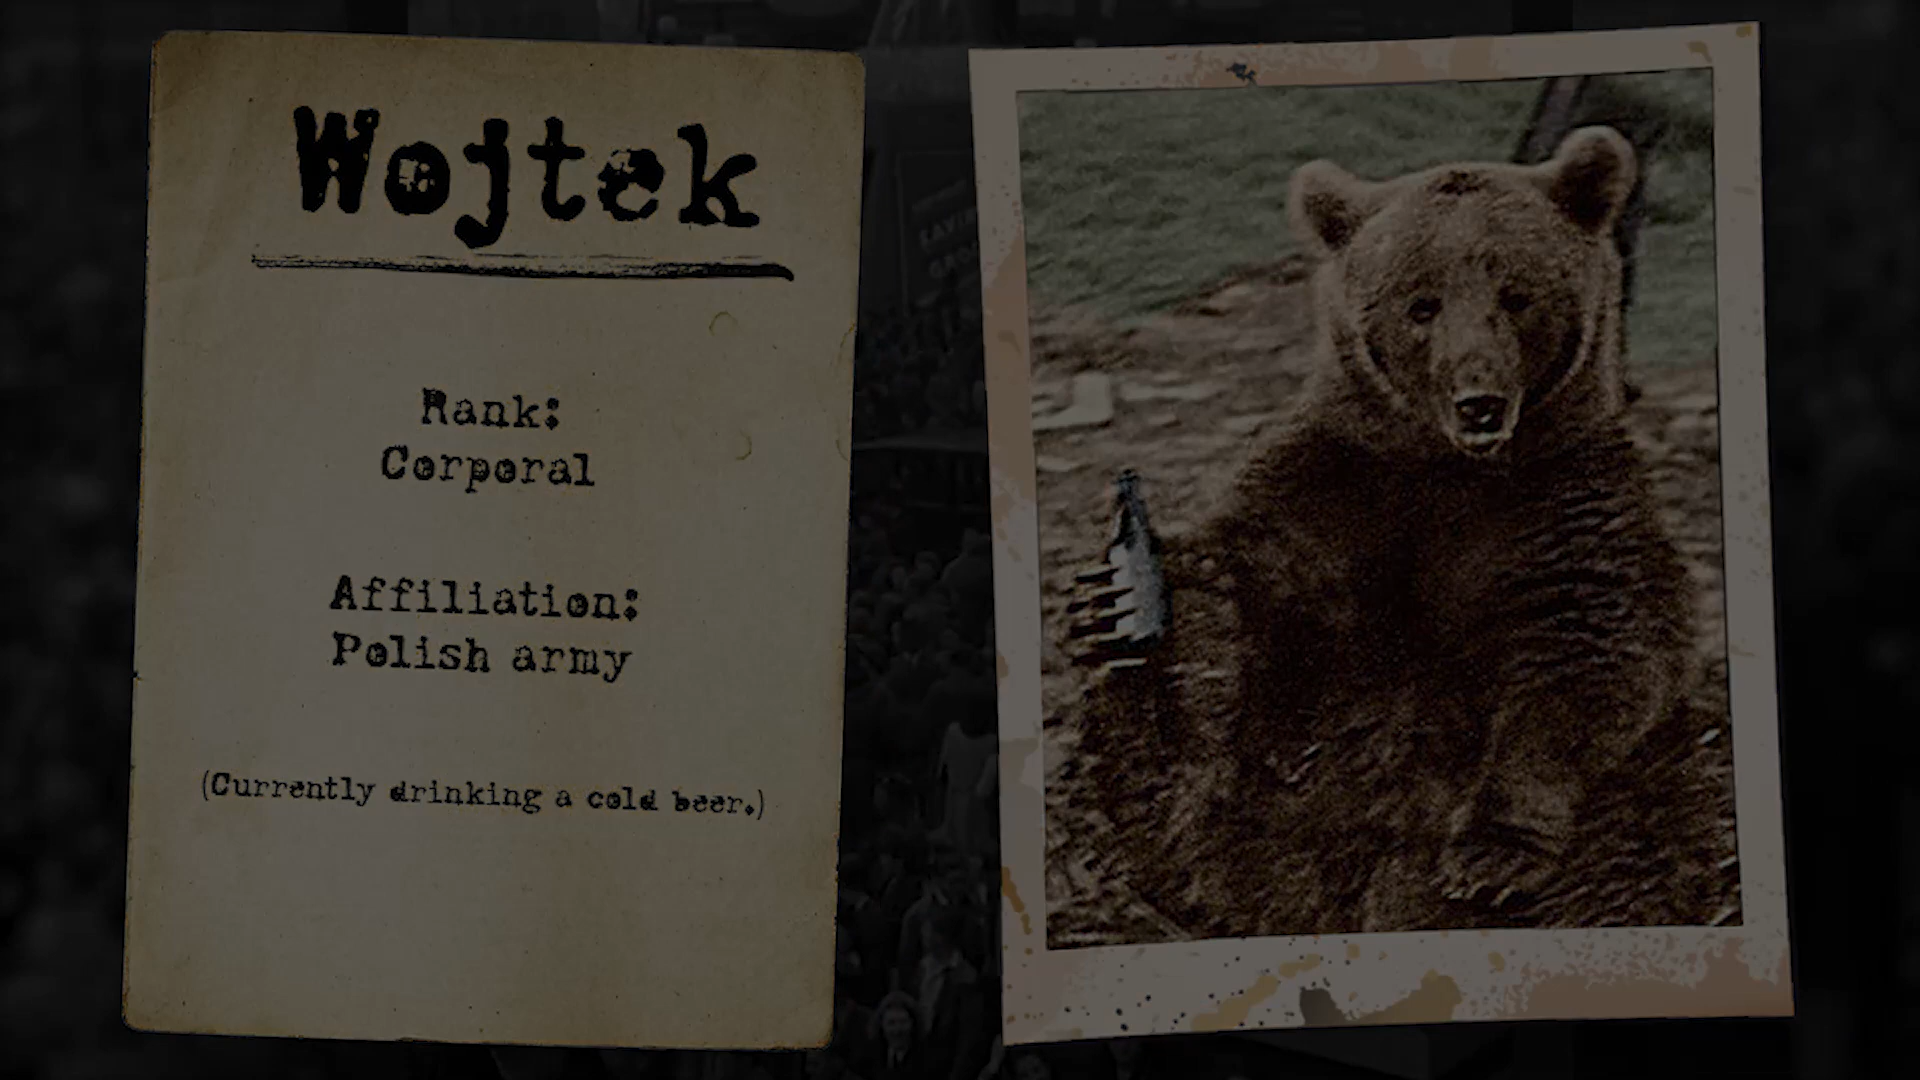 Wojtek
Rank:
Corporal
Affiliation:
Polish army
(Currently drinking a cold beer.)